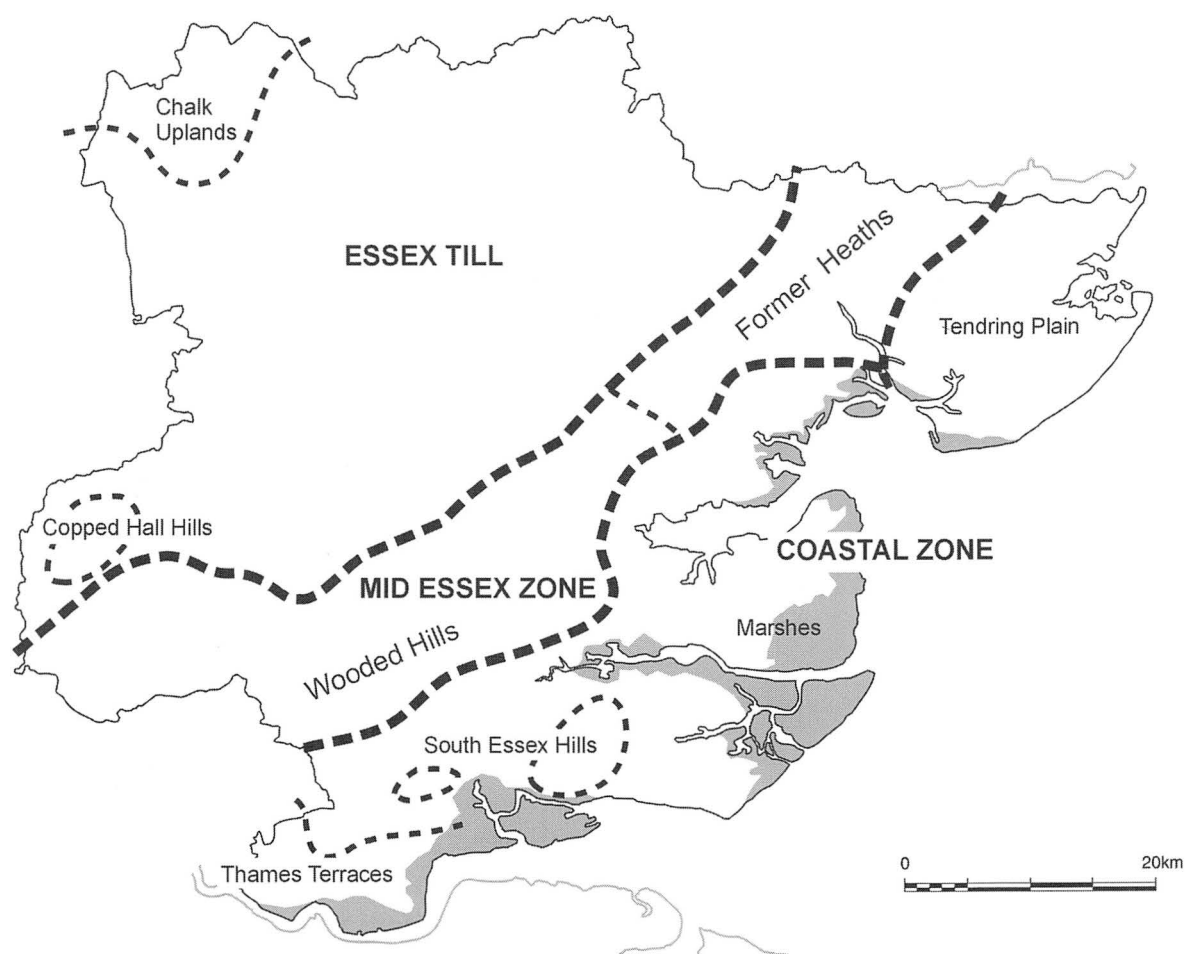 Chalk
Uplands
ESSEX TILL
Former Heaths
Tendring Plain
Copped Hall Hills
COASTAL ZONE
MID ESSEX ZONE
Marshes
Wooded Hills
South Essex Hills
Thames Terraces
0 20km